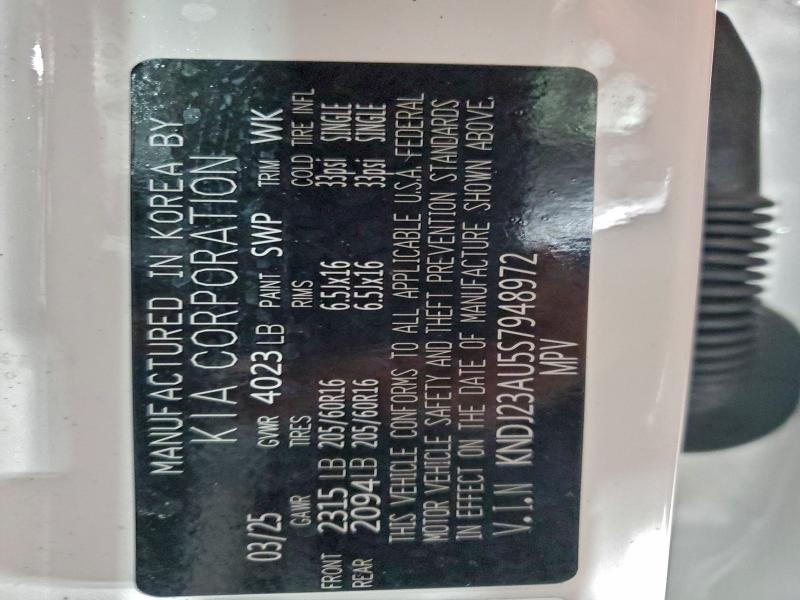 MANUFACTURED IN KOREA BY
KIA CORPORATION
03/25 GVWR 4023 LB PAINT SWP TRIM WK
GAWR TIRES RIMS COLD TIRE INFL
FRONT 2315 LB 205/60R16 6.5Jx16 33psi SINGLE
REAR 2094LB 205/60R16 6.5Jx16 33psi SINGLE
THIS VEHICLE CONFORMS TO ALL APPLICABLE U.S.A. FEDERAL
MOTOR VEHICLE SAFETY AND THEFT PREVENTION STANDARDS
IN EFFECT ON THE DATE OF MANUFACTURE SHOWN ABOVE.
V.I.N KNDJ23AU5S7948972
MPV